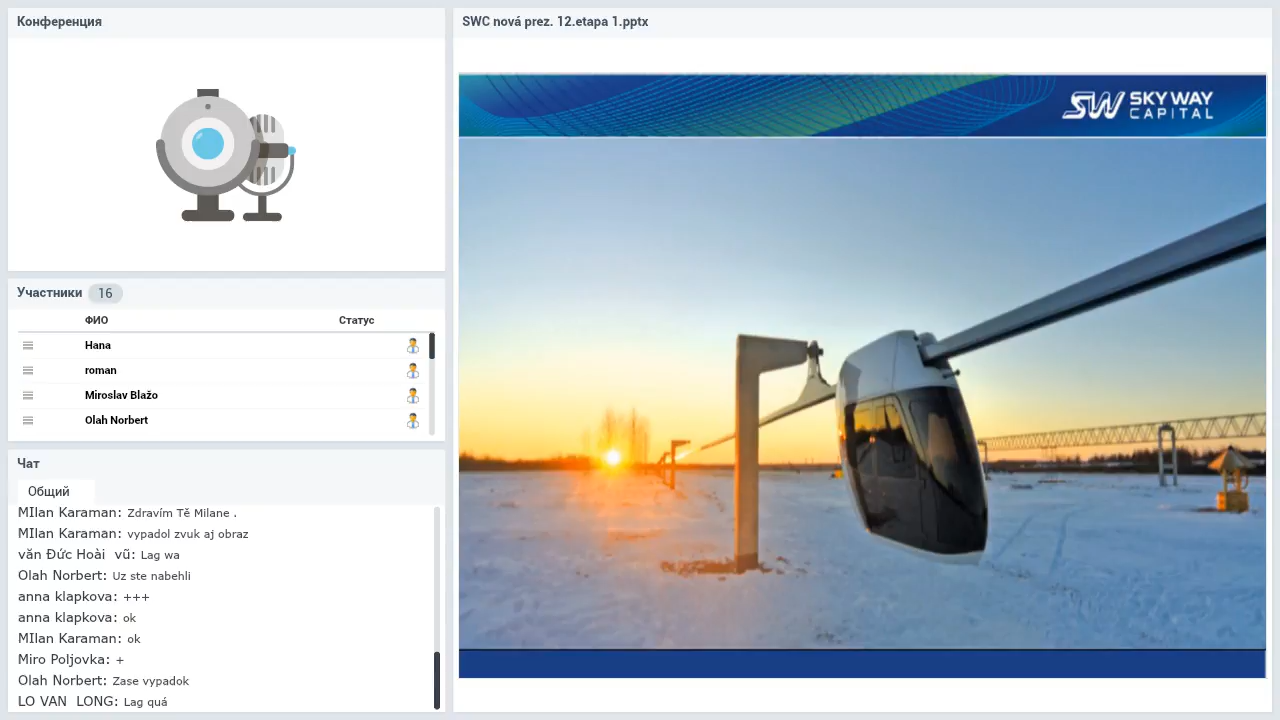 Конференция
Участники 16
ФИО Статус
Hana
roman
Miroslav Blažo
Olah Norbert
Чат
Общий
MIlan Karaman: Zdravím Tě Milane .
MIlan Karaman: vypadol zvuk aj obraz
văn Đức Hoài vũ: Lag wa
Olah Norbert: Uz ste nabehli
anna klapkova: +++
anna klapkova: ok
MIlan Karaman: ok
Miro Poljovka: +
Olah Norbert: Zase vypadok
LO VAN LONG: Lag quá
SWC nová prez. 12.etapa 1.pptx
SW SKY WAY
CAPITAL